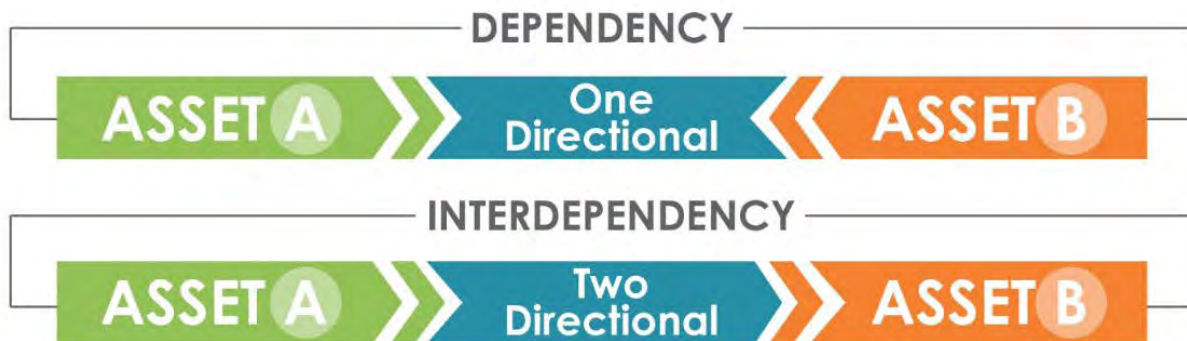 DEPENDENCY
ASSET A
One
Directional
ASSET B
INTERDEPENDENCY
ASSET A
Two
Directional
ASSET B